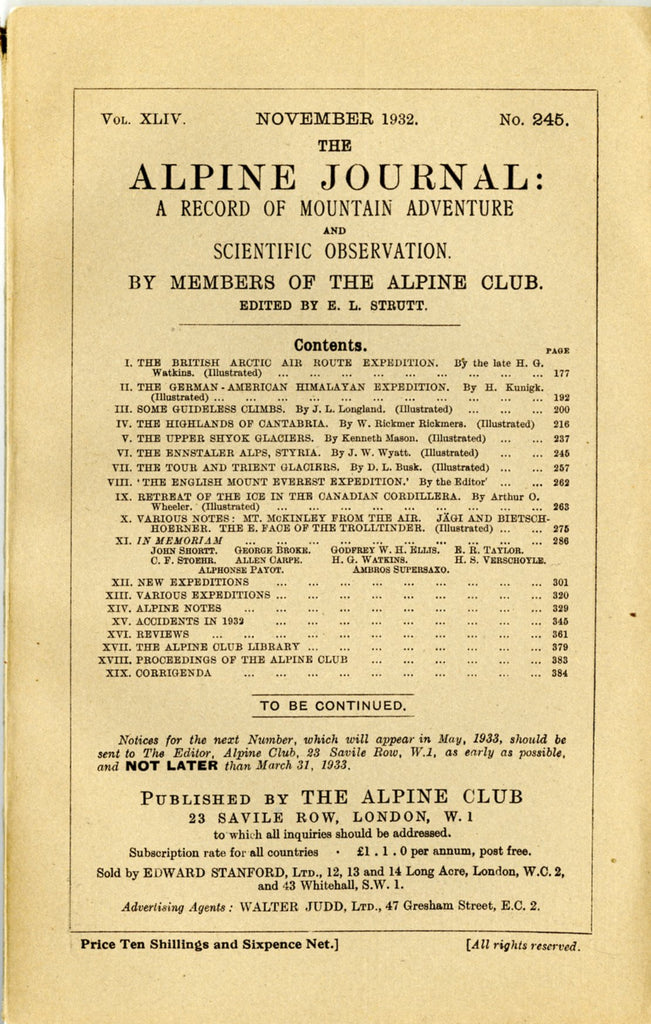 VOL. XLIV. NOVEMBER 1932. No. 245.
THE
ALPINE JOURNAL:
A RECORD OF MOUNTAIN ADVENTURE
AND
SCIENTIFIC OBSERVATION.
BY MEMBERS OF THE ALPINE CLUB.
EDITED BY E. L. STRUTT.
Contents.
PAGE
I. THE BRITISH ARCTIC AIR ROUTE EXPEDITION. By the late H. G.
Watkins. (Illustrated) ... ... ... ... ... ... ... ... ... 177
II. THE GERMAN-AMERICAN HIMALAYAN EXPEDITION. By H. Kunigk.
(Illustrated) ... ... ... ... ... ... ... ... ... ... ... 192
III. SOME GUIDELESS CLIMBS. By J. L. Longland. (Illustrated) ... ... ... 200
IV. THE HIGHLANDS OF CANTABRIA. By W. Rickmer Rickmers. (Illustrated) 216
V. THE UPPER SHYOK GLACIERS. By Kenneth Mason. (Illustrated) ... ... 237
VI. THE ENNSTALER ALPS, STYRIA. By J. W. Wyatt. (Illustrated) ... ... 245
VII. THE TOUR AND TRIENT GLACIERS. By D. L. Busk. (Illustrated) ... ... 257
VIII. 'THE ENGLISH MOUNT EVEREST EXPEDITION.' By the Editor ... ... 262
IX. RETREAT OF THE ICE IN THE CANADIAN CORDILLERA. By Arthur O.
Wheeler. (Illustrated) ... ... ... ... ... ... ... ... ... 263
X. VARIOUS NOTES: MT. McKINLEY FROM THE AIR. JÄGI AND BIETSCH-
HOERNER. THE E. FACE OF THE TROLLTINDER. (Illustrated) ... ... 275
XI. IN MEMORIAM ... ... ... ... ... ... ... ... ... ... 286
JOHN SHORTT. GEORGE BROKE. GODFREY W. H. ELLIS. E. R. TAYLOR.
C. F. STOEHR. ALLEN CARPE. H. G. WATKINS. H. S. VERSCHOYLE.
ALPHONSE PAYOT. AMBROS SUPERSAXO.
XII. NEW EXPEDITIONS ... ... ... ... ... ... ... ... ... 301
XIII. VARIOUS EXPEDITIONS ... ... ... ... ... ... ... ... ... 320
XIV. ALPINE NOTES ... ... ... ... ... ... ... ... ... ... 329
XV. ACCIDENTS IN 1932 ... ... ... ... ... ... ... ... ... 345
XVI. REVIEWS ... ... ... ... ... ... ... ... ... ... ... 361
XVII. THE ALPINE CLUB LIBRARY ... ... ... ... ... ... ... ... 379
XVIII. PROCEEDINGS OF THE ALPINE CLUB ... ... ... ... ... ... 383
XIX. CORRIGENDA ... ... ... ... ... ... ... ... ... ... 384
TO BE CONTINUED.
Notices for the next Number, which will appear in May, 1933, should be
sent to The Editor, Alpine Club, 23 Savile Row, W.1, as early as possible,
and NOT LATER than March 31, 1933.
PUBLISHED BY THE ALPINE CLUB
23 SAVILE ROW, LONDON, W. 1
to which all inquiries should be addressed.
Subscription rate for all countries · £1 . 1 . 0 per annum, post free.
Sold by EDWARD STANFORD, LTD., 12, 13 and 14 Long Acre, London, W.C. 2,
and 43 Whitehall, S.W. 1.
Advertising Agents: WALTER JUDD, LTD., 47 Gresham Street, E.C. 2.
Price Ten Shillings and Sixpence Net.] [All rights reserved.